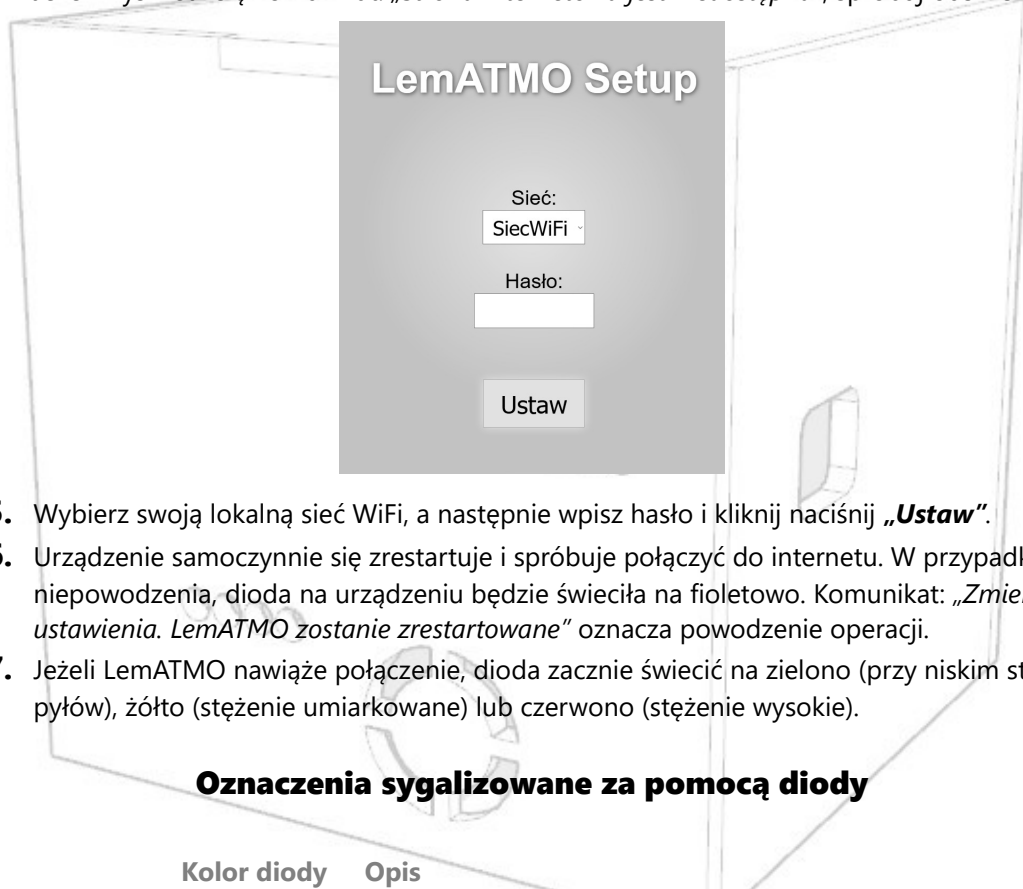 LemATMO Setup
Sieć:
SiecWiFi
Hasło:
Ustaw
Wybierz swoją lokalną sieć WiFi, a następnie wpisz hasło i kliknij naciśnij „Ustaw”.
Urządzenie samoczynnie się zrestartuje i spróbuje połączyć do internetu. W
niepowodzenia, dioda na urządzeniu będzie świeciła na fioletowo. Komunikat:
ustawienia. LemATMO zostanie zrestartowane” oznacza powodzenie operacji.
Jeżeli LemATMO nawiąże połączenie, dioda zacznie świecić na zielono (przy niskim
pyłów), żółto (stężenie umiarkowane) lub czerwono (stężenie wysokie).
Oznaczenia sygalizowane za pomocą diody
Kolor diody Opis